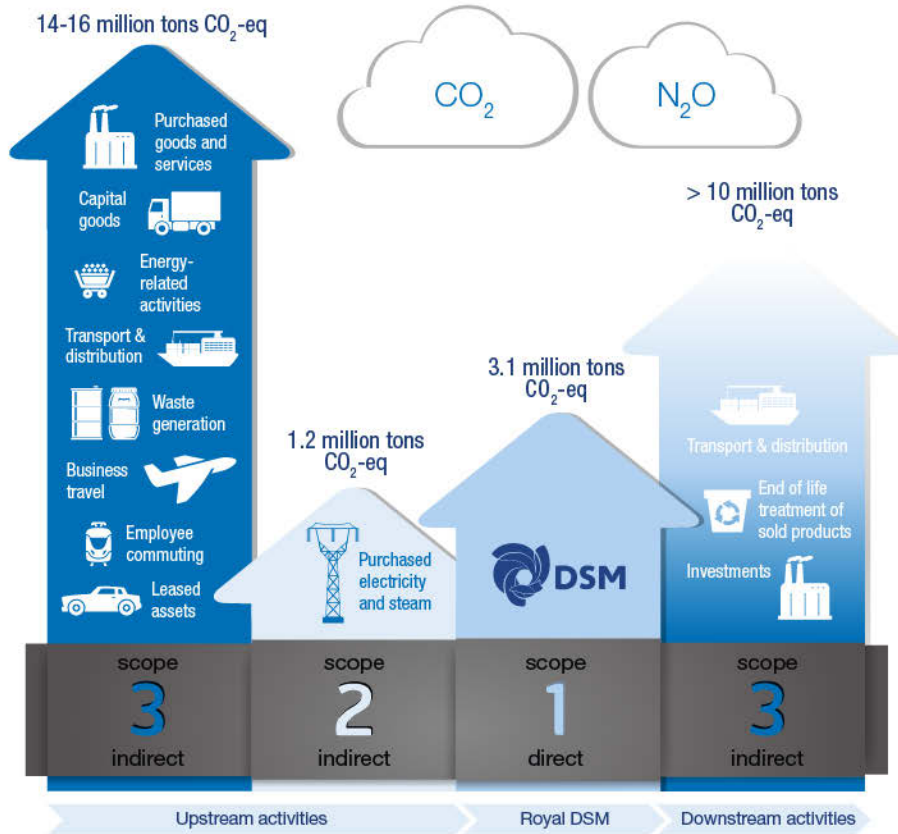 14-16 million tons CO₂-eq
CO₂
N₂O
Purchased
goods and
services
Capital
goods
Energy-
related
activities
Transport &
distribution
Waste
generation
Business
travel
Employee
commuting
Leased
assets
1.2 million tons
CO₂-eq
Purchased
electricity
and steam
3.1 million tons
CO₂-eq
DSM
> 10 million tons
CO₂-eq
Transport & distribution
End of life
treatment of
sold products
Investments
scope
3
indirect
scope
2
indirect
scope
1
direct
scope
3
indirect
Upstream activities
Royal DSM
Downstream activities